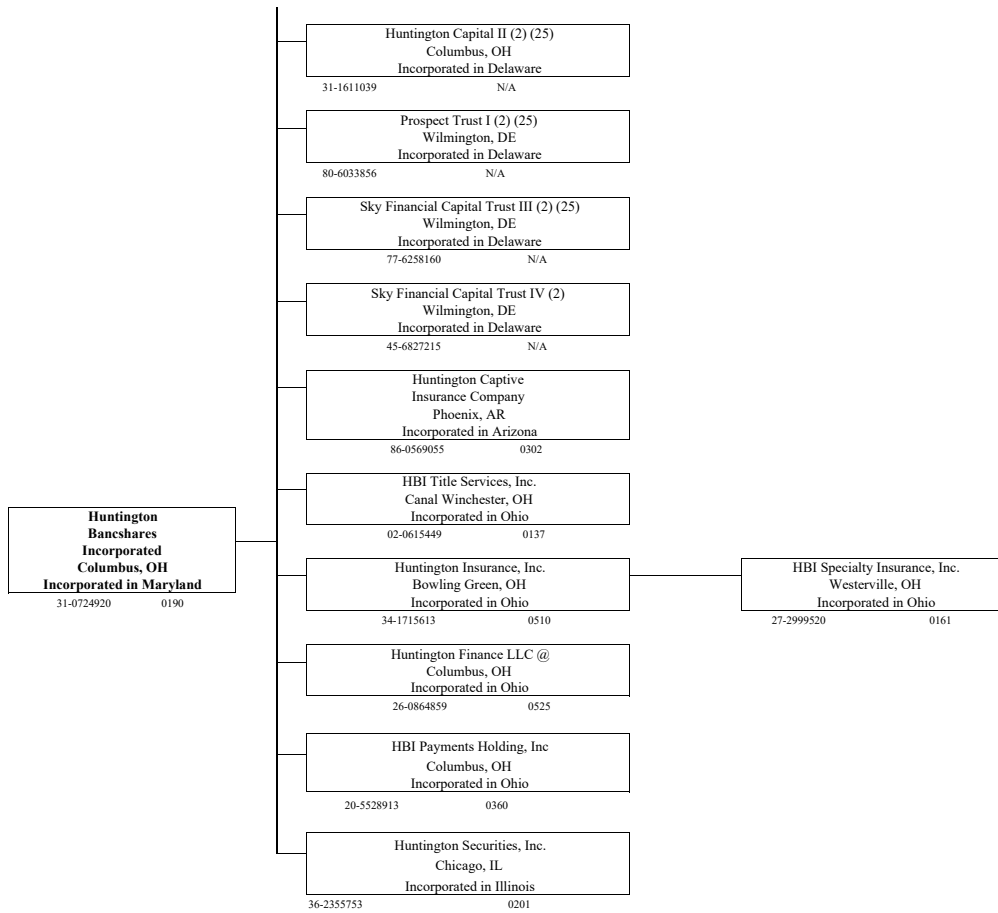 Huntington Capital II (2) (25)
Columbus, OH
Incorporated in Delaware
31-1611039 N/A
Prospect Trust I (2) (25)
Wilmington, DE
Incorporated in Delaware
80-6033856 N/A
Sky Financial Capital Trust III (2) (25)
Wilmington, DE
Incorporated in Delaware
77-6258160 N/A
Sky Financial Capital Trust IV (2)
Wilmington, DE
Incorporated in Delaware
45-6827215 N/A
Huntington Captive
Insurance Company
Phoenix, AR
Incorporated in Arizona
86-0569055 0302
HBI Title Services, Inc.
Canal Winchester, OH
Incorporated in Ohio
02-0615449 0137
Huntington
Bancshares
Incorporated
Columbus, OH
Incorporated in Maryland
31-0724920 0190
Huntington Insurance, Inc.
Bowling Green, OH
Incorporated in Ohio
34-1715613 0510
HBI Specialty Insurance, Inc.
Westerville, OH
Incorporated in Ohio
27-2999520 0161
Huntington Finance LLC @
Columbus, OH
Incorporated in Ohio
26-0864859 0525
HBI Payments Holding, Inc
Columbus, OH
Incorporated in Ohio
20-5528913 0360
Huntington Securities, Inc.
Chicago, IL
Incorporated in Illinois
36-2355753 0201